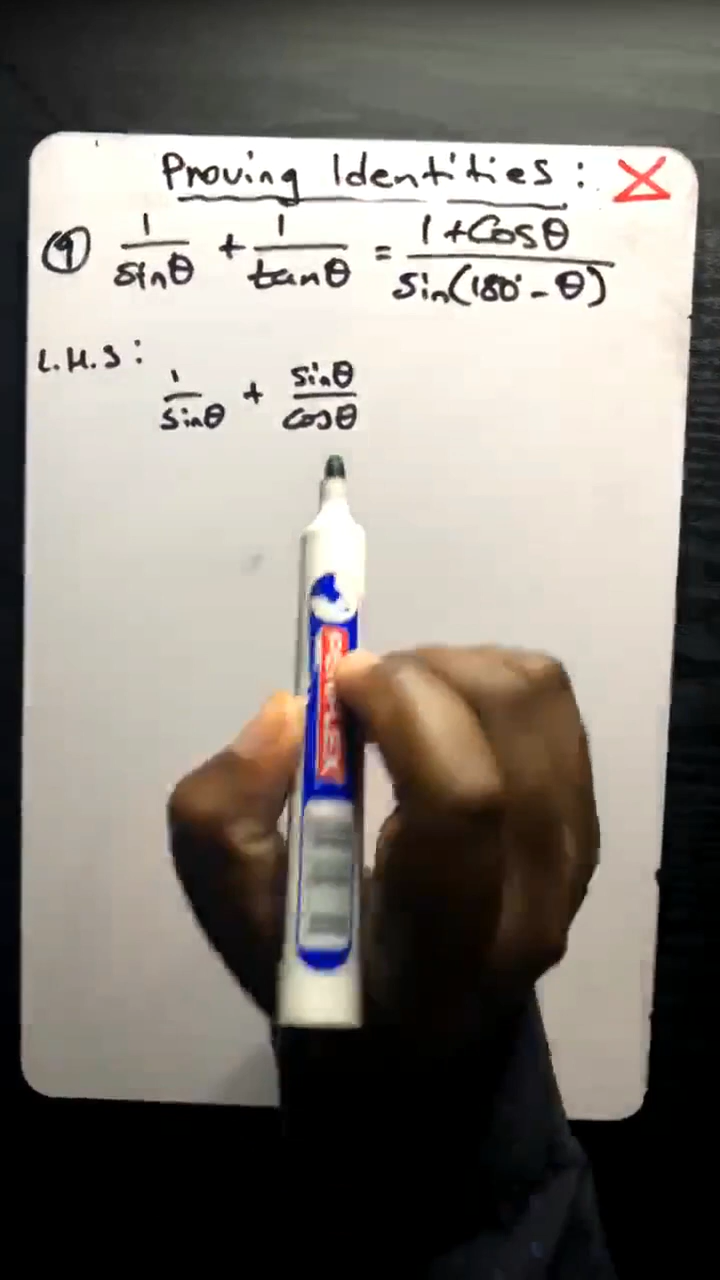 Proving Identities:
9 1/sinθ + 1/tanθ = 1+Cosθ/sin(180°-θ)
L.H.S: 1/sinθ + sinθ/cosθ